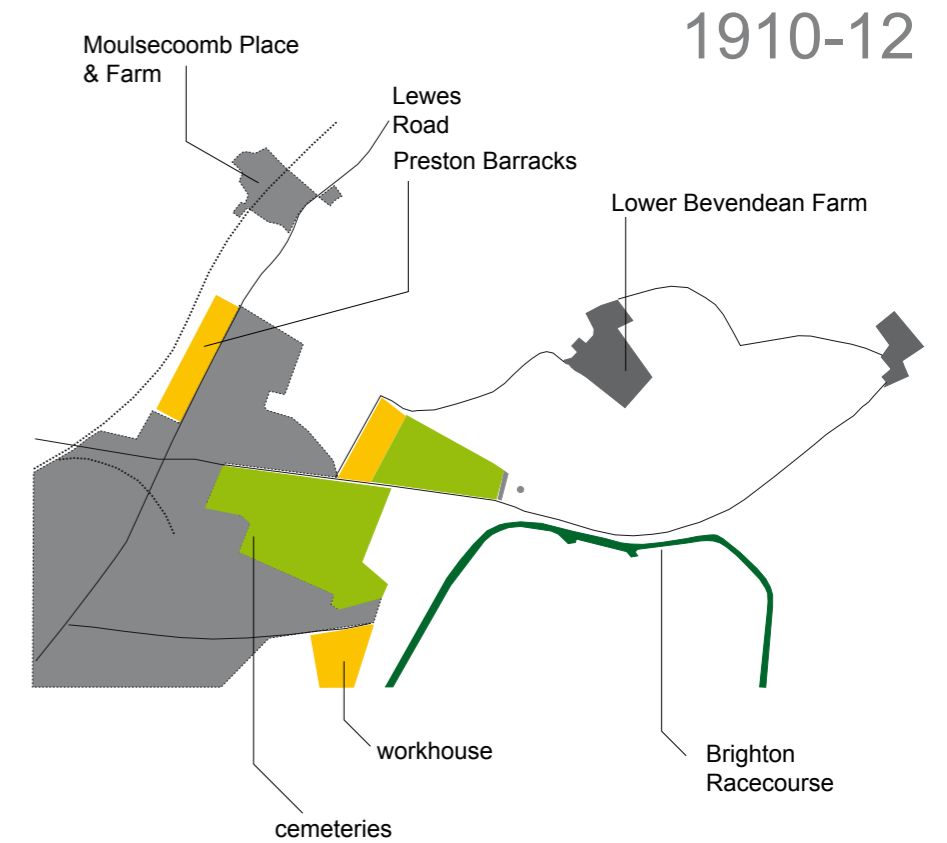 1910-12
Moulsecoomb Place
& Farm
Lewes
Road
Preston Barracks
Lower Bevendean Farm
workhouse
Brighton
Racecourse
cemeteries